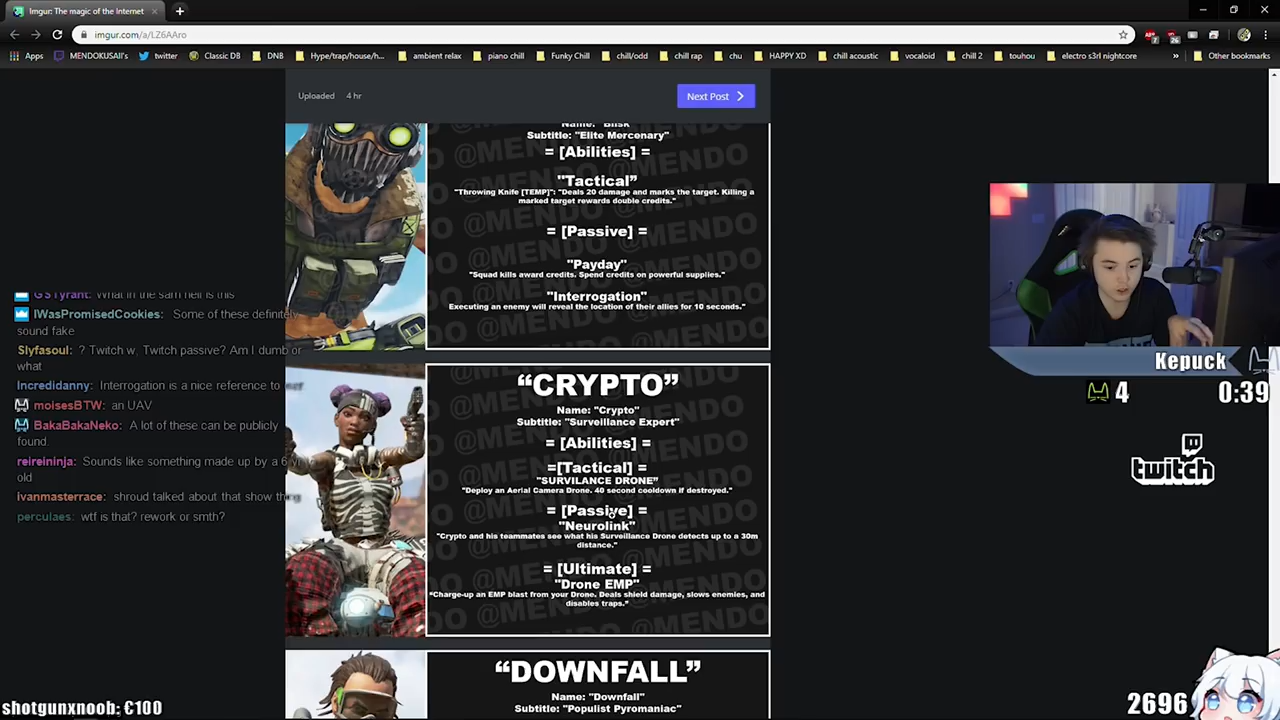 Imgur: The magic of the Internet
imgur.com/a/LZ6AAro
Apps
MENDOKUSAII's
twitter
Classic DB
DNB
Hype/trap/house/h...
ambient relax
piano chill
Funky Chill
chill/odd
chill rap
chu
HAPPY XD
chill acoustic
vocaloid
chill 2
touhou
electro s3rl nightcore
Other bookmarks
Uploaded 4 hr
Next Post
Name: "Blisk"
Subtitle: "Elite Mercenary"
= [Abilities] =
"Tactical"
"Throwing Knife [TEMP]": "Deals 20 damage and marks the target. Killing a
marked target rewards double credits."
= [Passive] =
"Payday"
"Squad kills award credits. Spend credits on powerful supplies."
"Interrogation"
Executing an enemy will reveal the location of their allies for 10 seconds."
GSTyrant: What in the sam hell is this
IWasPromisedCookies: Some of these definitely
sound fake
Slyfasoul: ? Twitch w, Twitch passive? Am I dumb or
what
Incredidanny: Interrogation is a nice reference to
moisesBTW: an UAV
BakaBakaNeko: A lot of these can be publicly
found.
reireininja: Sounds like something made up by a 6
old
ivanmasterrace: shroud talked about that show thing
perculaes: wtf is that? rework or smth?
"CRYPTO"
Name: "Crypto"
Subtitle: "Surveillance Expert"
= [Abilities] =
=[Tactical] =
"SURVILANCE DRONE"
"Deploy an Aerial Camera Drone. 40 second cooldown if destroyed."
= [Passive] =
"Neurolink"
"Crypto and his teammates see what his Surveillance Drone detects up to a 30m
distance."
= [Ultimate] =
"Drone EMP"
"Charge-up an EMP blast from your Drone. Deals shield damage, slows enemies, and
disables traps."
"DOWNFALL"
Name: "Downfall"
Subtitle: "Populist Pyromaniac"
@MENDO
Kepuck
4
0:39
twitch
2696
shotgunxnoob: €100